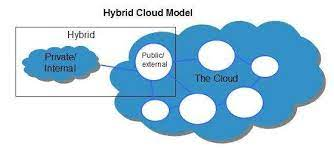 Hybrid Cloud Model
Hybrid
Private/
Internal
Public/
external
The Cloud